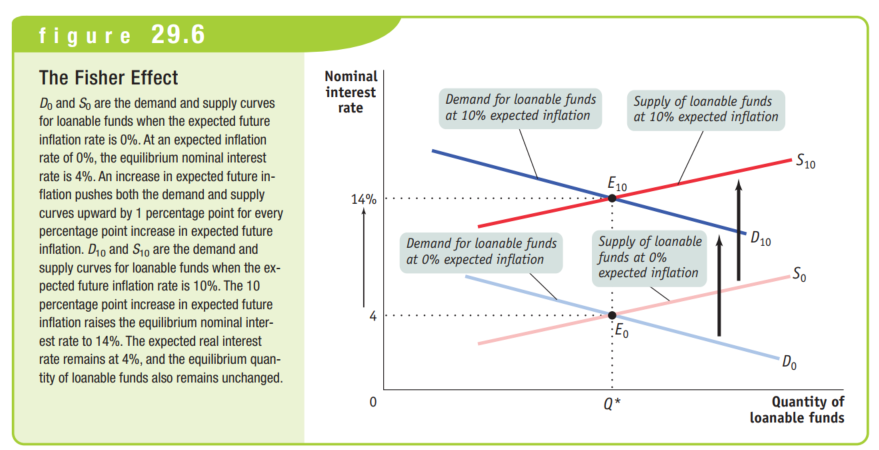 figure 29.6
The Fisher Effect
D0 and S0 are the demand and supply curves
for loanable funds when the expected future
inflation rate is 0%. At an expected inflation
rate of 0%, the equilibrium nominal interest
rate is 4%. An increase in expected future in-
flation pushes both the demand and supply
curves upward by 1 percentage point for every
percentage point increase in expected future
inflation. D10 and S10 are the demand and
supply curves for loanable funds when the ex-
pected future inflation rate is 10%. The 10
percentage point increase in expected future
inflation raises the equilibrium nominal inter-
est rate to 14%. The expected real interest
rate remains at 4%, and the equilibrium quan-
tity of loanable funds also remains unchanged.
Nominal
interest
rate
Demand for loanable funds
at 10% expected inflation
Supply of loanable funds
at 10% expected inflation
S10
E10
14%
D10
Demand for loanable funds
at 0% expected inflation
Supply of loanable
funds at 0%
expected inflation
S0
4
E0
D0
0
Q*
Quantity of
loanable funds